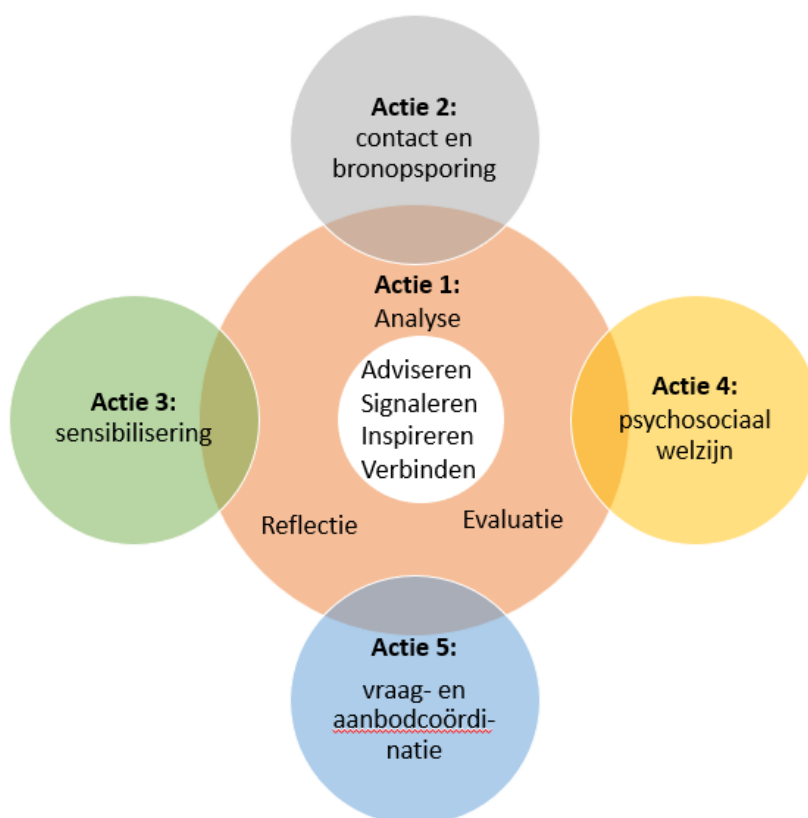 Actie 2:
contact en
bronopsporing
Actie 1:
Analyse
Adviseren
Signaleren
Inspireren
Verbinden
Actie 3:
sensibilisering
Actie 4:
psychosociaal
welzijn
Reflectie
Evaluatie
Actie 5:
vraag- en
aanbodcoördi-
natie